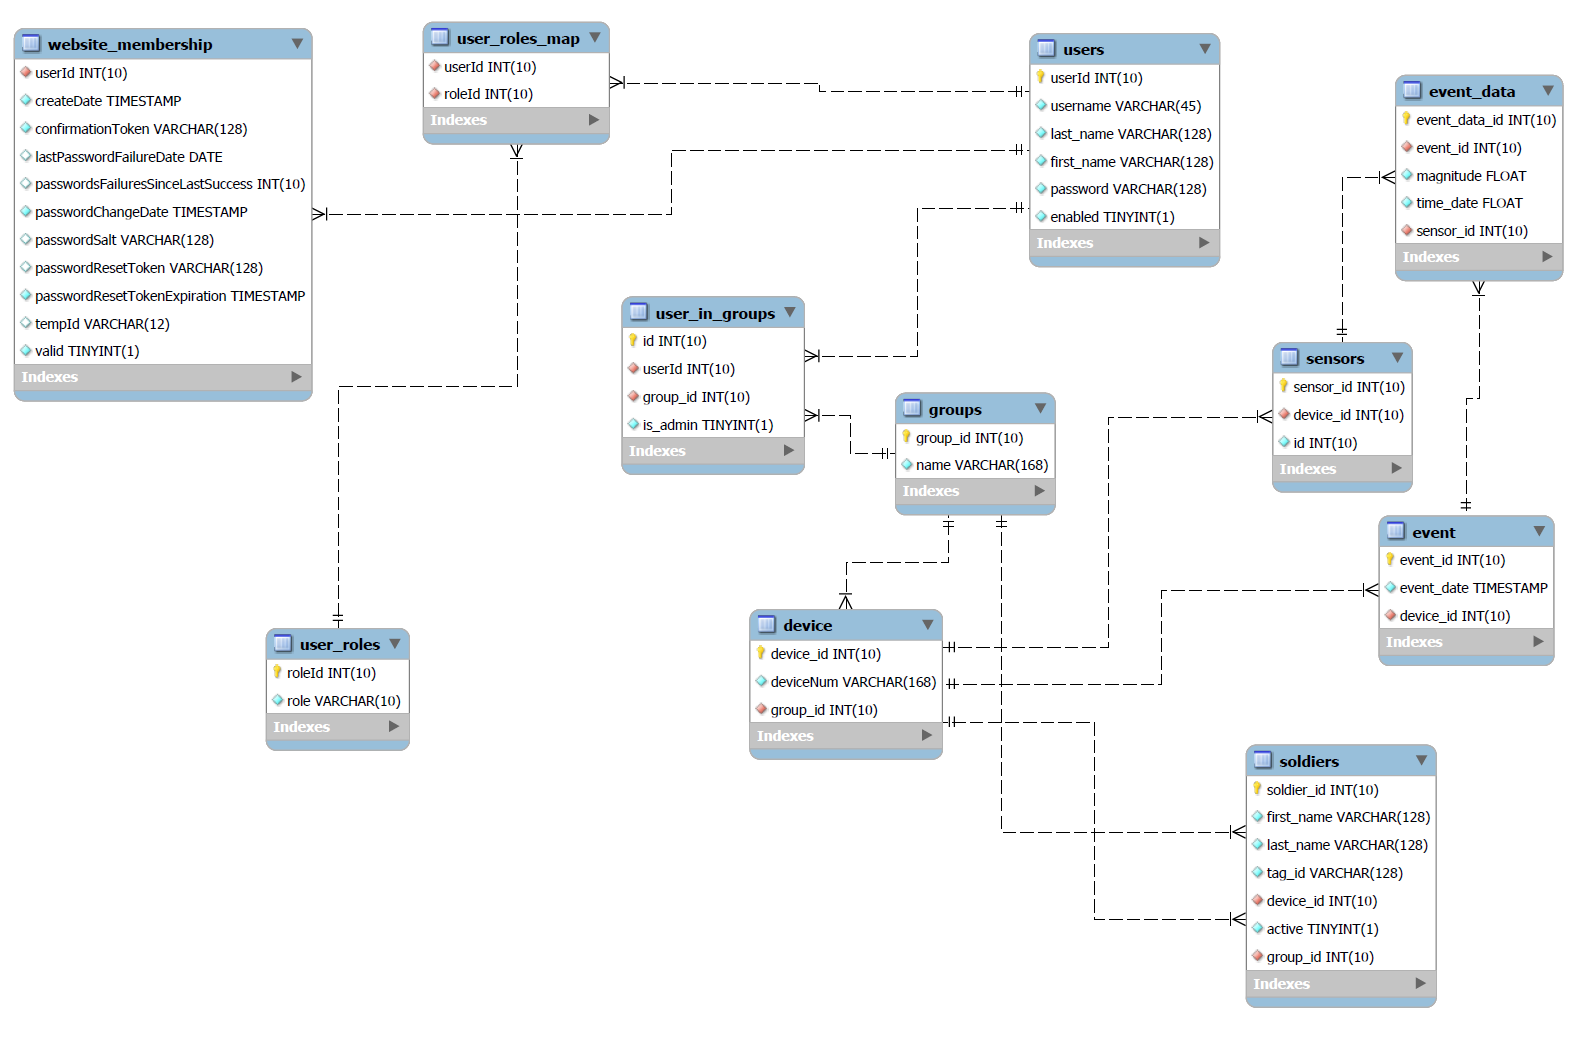 website_membership
userId INT(10)
createDate TIMESTAMP
confirmationToken VARCHAR(128)
lastPasswordFailureDate DATE
passwordsFailuresSinceLastSuccess INT(10)
passwordChangeDate TIMESTAMP
passwordSalt VARCHAR(128)
passwordResetToken VARCHAR(128)
passwordResetTokenExpiration TIMESTAMP
tempId VARCHAR(12)
valid TINYINT(1)
Indexes
user_roles_map
userId INT(10)
roleId INT(10)
Indexes
users
userId INT(10)
username VARCHAR(45)
last_name VARCHAR(128)
first_name VARCHAR(128)
password VARCHAR(128)
enabled TINYINT(1)
Indexes
event_data
event_data_id INT(10)
event_id INT(10)
magnitude FLOAT
time_date FLOAT
sensor_id INT(10)
Indexes
user_in_groups
id INT(10)
userId INT(10)
group_id INT(10)
is_admin TINYINT(1)
Indexes
groups
group_id INT(10)
name VARCHAR(168)
Indexes
sensors
sensor_id INT(10)
device_id INT(10)
id INT(10)
Indexes
event
event_id INT(10)
event_date TIMESTAMP
device_id INT(10)
Indexes
user_roles
roleId INT(10)
role VARCHAR(10)
Indexes
device
device_id INT(10)
deviceNum VARCHAR(168)
group_id INT(10)
Indexes
soldiers
soldier_id INT(10)
first_name VARCHAR(128)
last_name VARCHAR(128)
tag_id VARCHAR(128)
device_id INT(10)
active TINYINT(1)
group_id INT(10)
Indexes